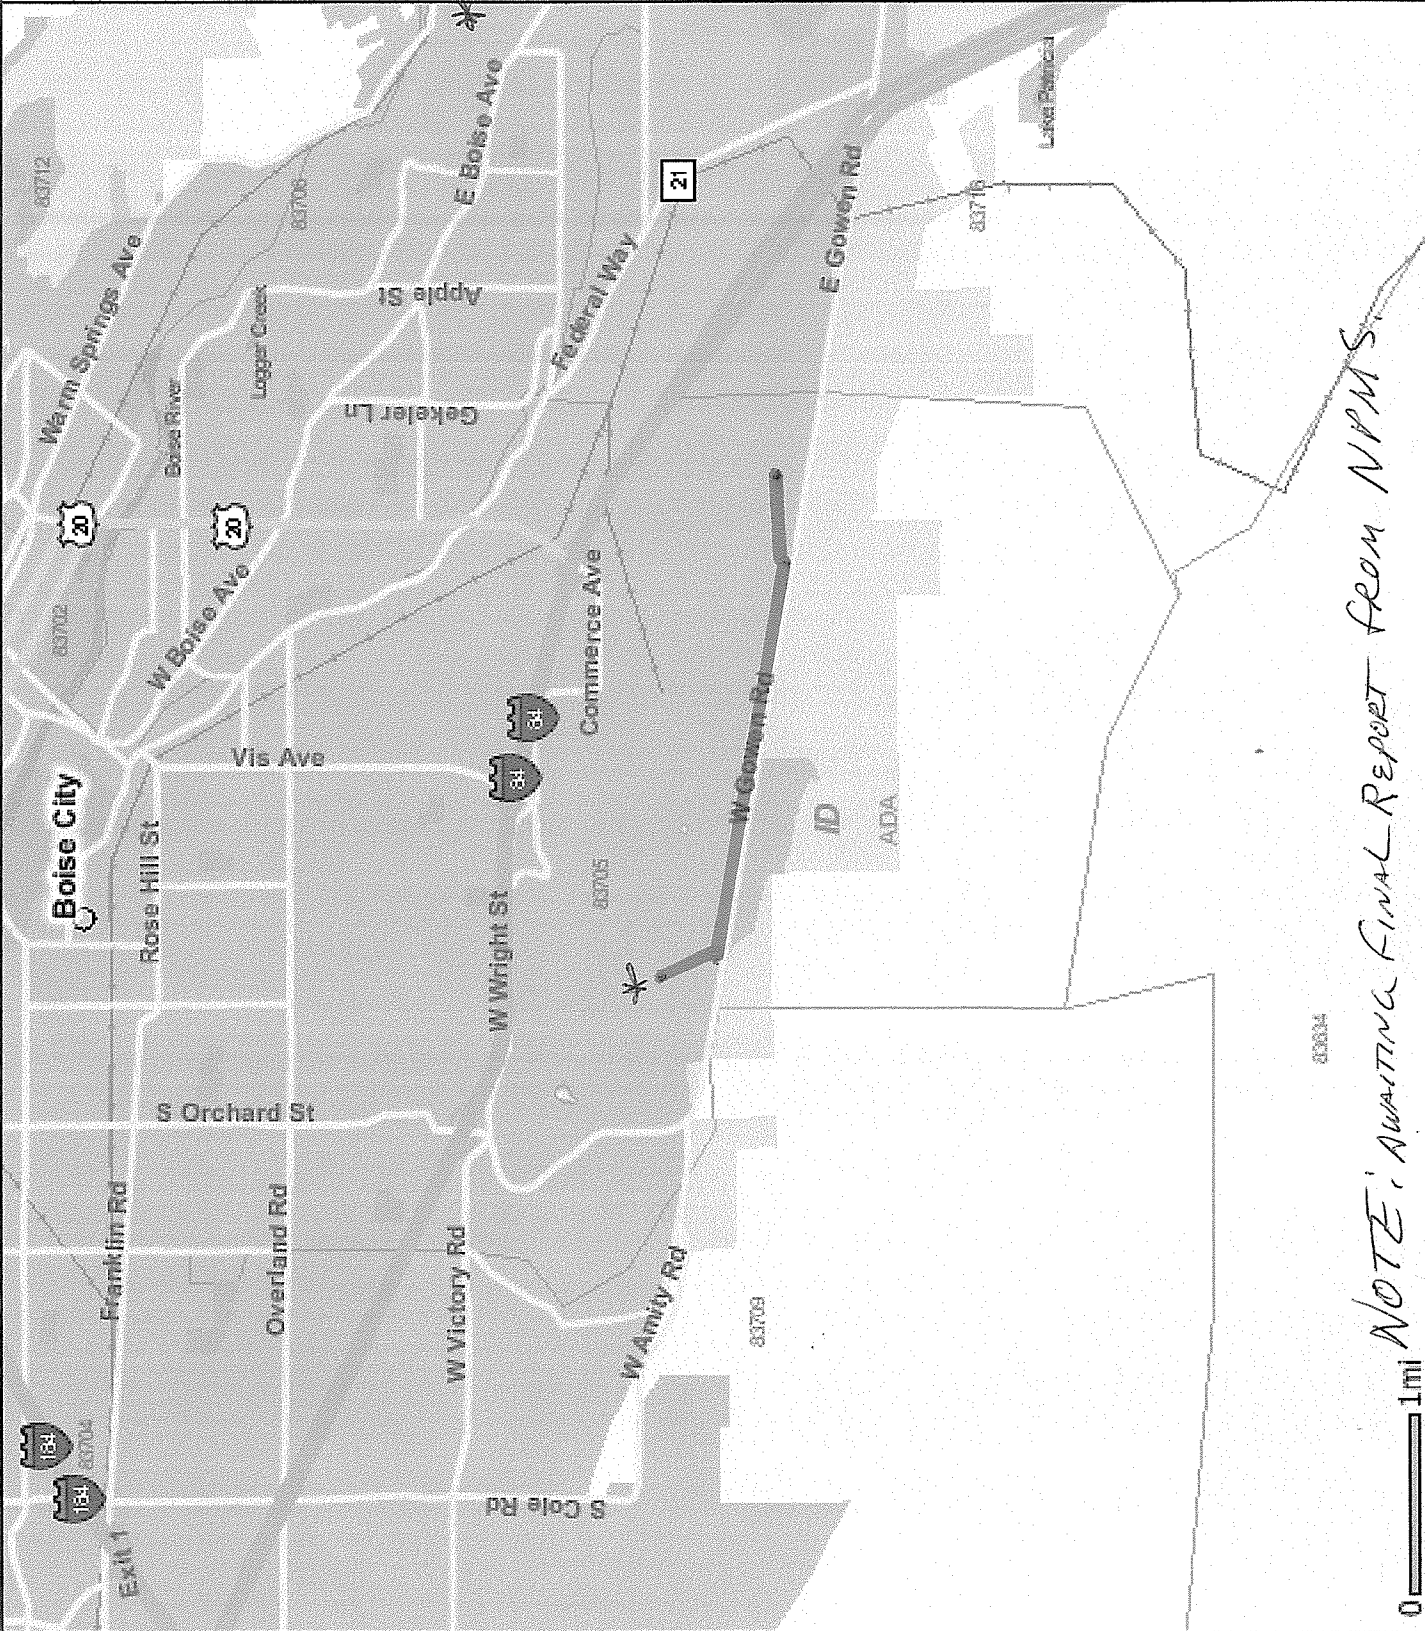 83712
Warm Springs Ave
83706
E Boise Ave
Apple St
Logger Creek
Boise River
Gekeler Ln
Federal Way
21
E Gowen Rd
83716
20
20
83702
W Boise Ave
Commerce Ave
84
84
Vis Ave
Boise City
Rose Hill St
W Wright St
83705
W Gowen Rd
ID
ADA
S Orchard St
Franklin Rd
Overland Rd
W Victory Rd
W Amity Rd
83709
83634
184
184
83704
Exit 1
S Cole Rd
0 1mi
NOTE: AWAITING FINAL REPORT FROM NPMS.